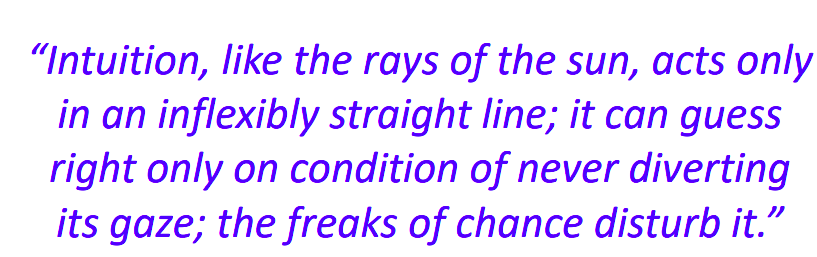 “Intuition, like the rays of the sun, acts only
in an inflexibly straight line; it can guess
right only on condition of never diverting
its gaze; the freaks of chance disturb it.”